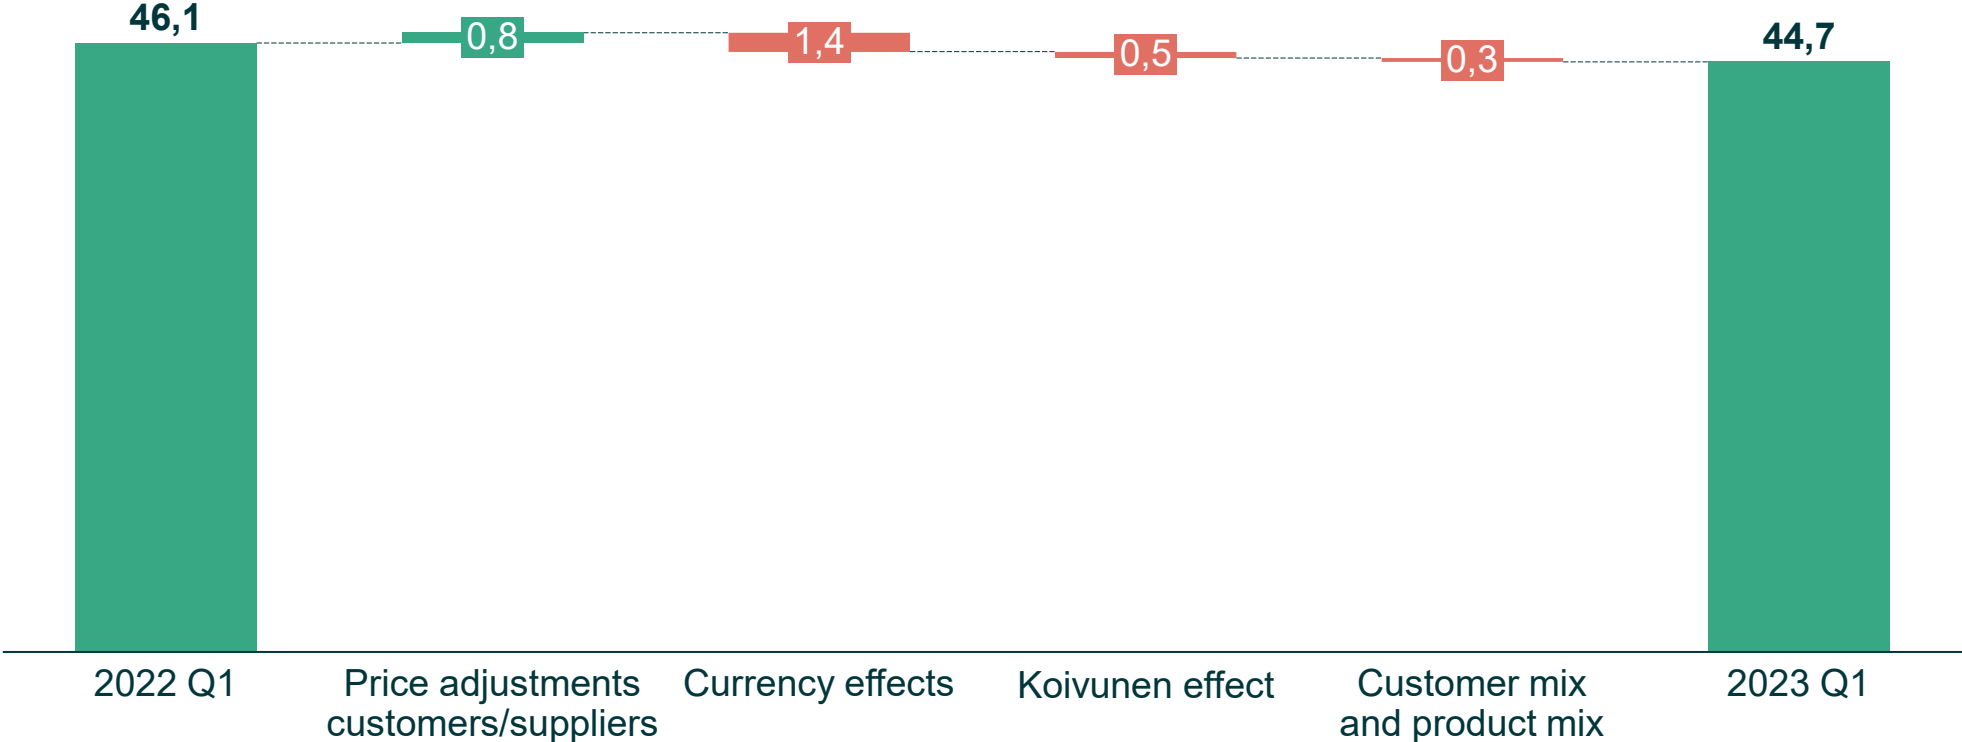 46,1
0,8
1,4
0,5
0,3
44,7
2022 Q1
Price adjustments
customers/suppliers
Currency effects
Koivunen effect
Customer mix
and product mix
2023 Q1